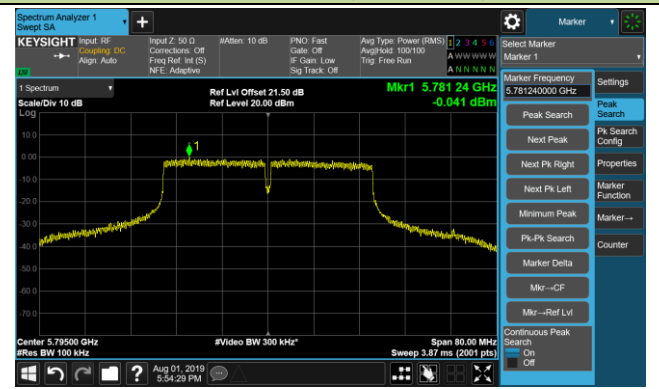 Spectrum Analyzer 1
Swept SA
Marker
KEYSIGHT
Input: RF
Coupling: DC
Align: Auto
Input Z: 50 Ω
Corrections: Off
Freq Ref: Int (S)
NFE: Adaptive
#Atten: 10 dB
PNO: Fast
Gate: Off
IF Gain: Low
Sig Track: Off
Avg Type: Power (RMS)
Avg|Hold: 100/100
Trig: Free Run
1 2 3 4 5 6
A W W W W W
A N N N N N
LXI
Select Marker
Marker 1
1 Spectrum
Scale/Div 10 dB
Log
Ref Lvl Offset 21.50 dB
Ref Level 20.00 dBm
Mkr1 5.781 24 GHz
-0.041 dBm
Marker Frequency
5.781240000 GHz
Settings
Peak Search
Peak
Search
Next Peak
Pk Search
Config
Next Pk Right
Properties
Next Pk Left
Marker
Function
Minimum Peak
Marker→
Pk-Pk Search
Counter
Marker Delta
Mkr→CF
Mkr→Ref Lvl
Continuous Peak
Search
On
Off
1
10.0
0.00
-10.0
-20.0
-30.0
-40.0
-50.0
-60.0
-70.0
Center 5.79500 GHz
#Res BW 100 kHz
#Video BW 300 kHz*
Span 80.00 MHz
Sweep 3.87 ms (2001 pts)
?
Aug 01, 2019
5:54:29 PM